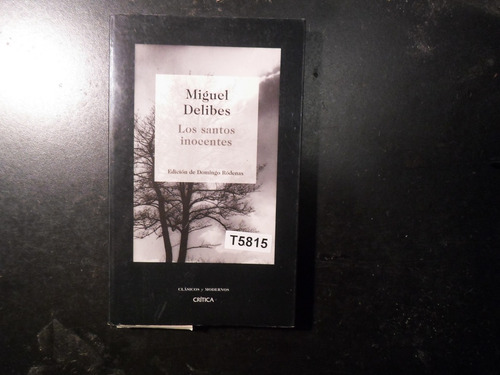 Miguel
Delibes
Los santos
inocentes
Edición de Domingo Ródenas
T5815
CLÁSICOS Y MODERNOS
CRÍTICA